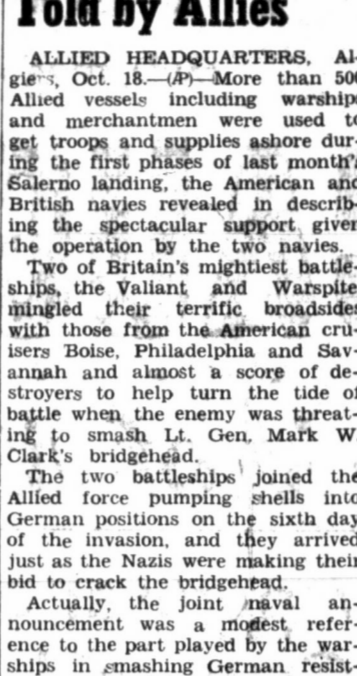 Told by Allies
ALLIED HEADQUARTERS, Al-
giers, Oct. 18.—(AP)—More than 500
Allied vessels including warships
and merchantmen were used to
get troops and supplies ashore dur-
ing the first phases of last month's
Salerno landing, the American and
British navies revealed in describ-
ing the spectacular support given
the operation by the two navies.
Two of Britain's mightiest battle-
ships, the Valiant and Warspite
mingled their terrific broadsides
with those from the American cru-
isers Boise, Philadelphia and Sav-
annah and almost a score of de-
stroyers to help turn the tide of
battle when the enemy was threat-
ing to smash Lt. Gen. Mark W.
Clark's bridgehead.
The two battleships joined the
Allied force pumping shells into
German positions on the sixth day
of the invasion, and they arrived
just as the Nazis were making their
bid to crack the bridgehead.
Actually, the joint naval an-
nouncement was a modest refer-
ence to the part played by the war-
ships in smashing German resist-